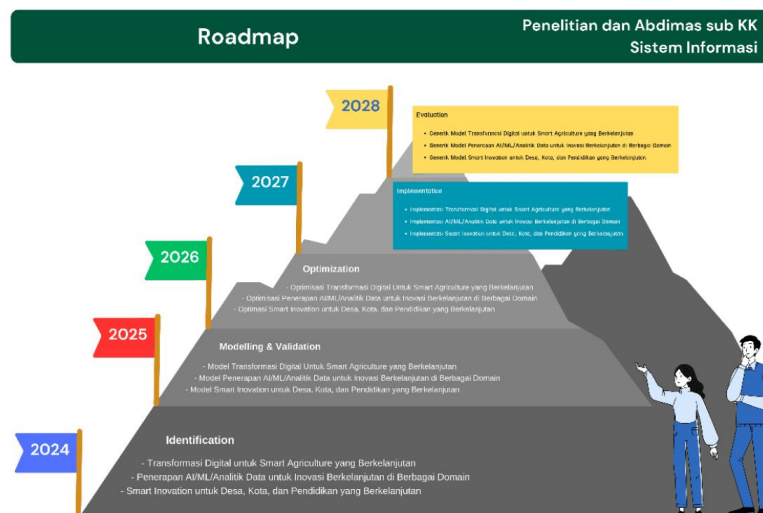 Roadmap
Penelitian dan Abdimas sub KK
Sistem Informasi
2028
Evaluation
• Generik Model Transformasi Digital untuk Smart Agriculture yang Berkelanjutan
• Generik Model Penerapan AI/ML/Analitik Data untuk Inovasi Berkelanjutan di Berbagai Domain
• Generik Model Smart Inovation untuk Desa, Kota, dan Pendidikan yang Berkelanjutan
2027
Implementation
• Implementasi Transformasi Digital untuk Smart Agriculture yang Berkelanjutan
• Implementasi AI/ML/Analitik Data untuk Inovasi Berkelanjutan di Berbagai Domain
• Implementasi Smart Inovation untuk Desa, Kota, dan Pendidikan yang Berkelanjutan
2026
Optimization
- Optimisasi Transformasi Digital Untuk Smart Agriculture yang Berkelanjutan
- Optimisasi Penerapan AI/ML/Analitik Data untuk Inovasi Berkelanjutan di Berbagai Domain
- Optimasi Smart Inovation untuk Desa, Kota, dan Pendidikan yang Berkelanjutan
2025
Modelling & Validation
- Model Transformasi Digital Untuk Smart Agriculture yang Berkelanjutan
- Model Penerapan AI/ML/Analitik Data untuk Inovasi Berkelanjutan di Berbagai Domain
- Model Smart Inovation untuk Desa, Kota, dan Pendidikan yang Berkelanjutan
2024
Identification
- Transformasi Digital untuk Smart Agriculture yang Berkelanjutan
- Penerapan AI/ML/Analitik Data untuk Inovasi Berkelanjutan di Berbagai Domain
- Smart Inovation untuk Desa, Kota, dan Pendidikan yang Berkelanjutan